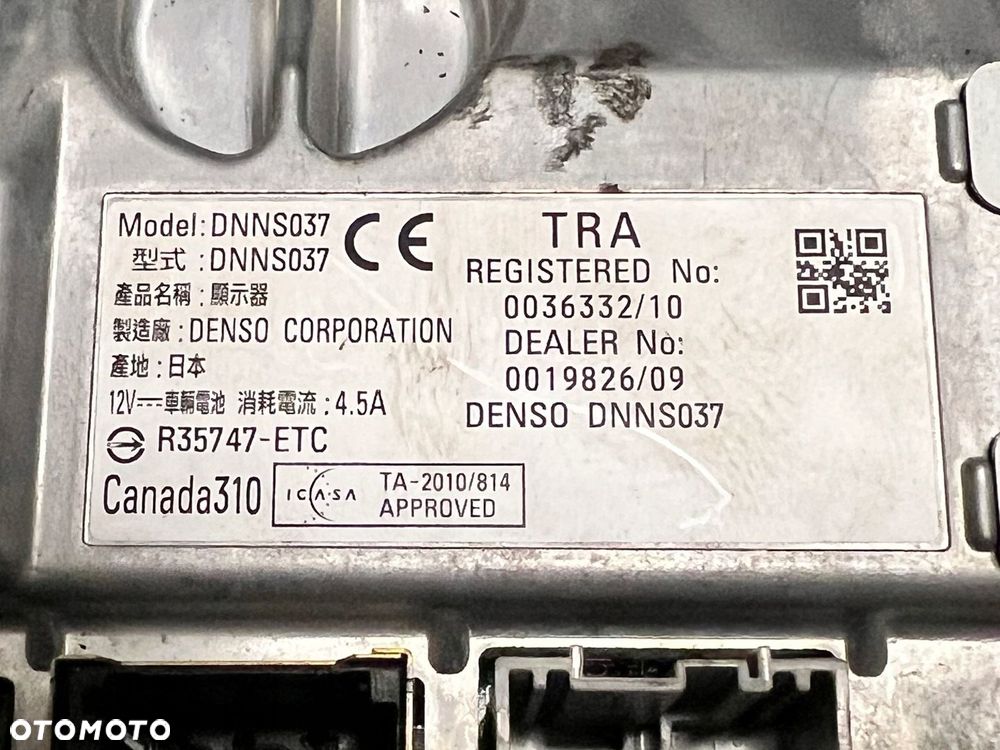 Model:DNNS037
型式:DNNS037
CE
產品名稱:顯示器
製造廠:DENSO CORPORATION
產地:日本
12V⎓車輛電池 消耗電流:4.5A
R35747-ETC
Canada310
ICASA
TA-2010/814
APPROVED
TRA
REGISTERED No:
0036332/10
DEALER No:
0019826/09
DENSO DNNS037
OTOMOTO